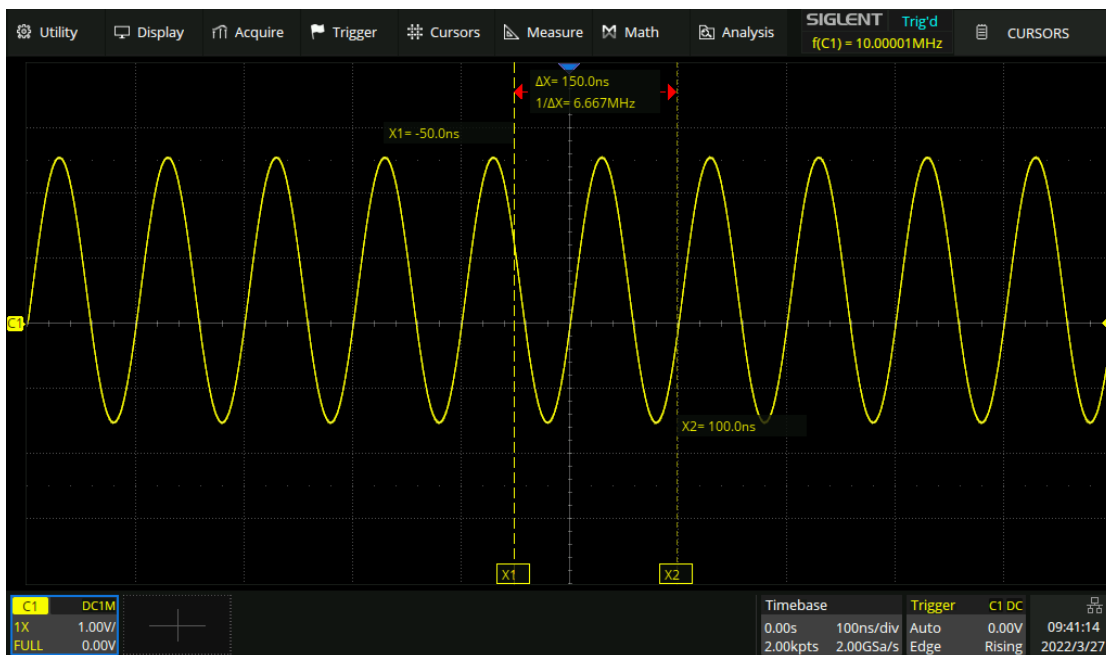 Utility Display Acquire Trigger Cursors Measure Math Analysis
SIGLENT Trig'd
f(C1) = 10.00001MHz
CURSORS
ΔX= 150.0ns
1/ΔX= 6.667MHz
X1= -50.0ns
C1
X2= 100.0ns
X1 X2
C1 DC1M
1X 1.00V/
FULL 0.00V
Timebase
0.00s 100ns/div
2.00kpts 2.00GSa/s
Trigger C1 DC
Auto 0.00V
Edge Rising
09:41:14
2022/3/27